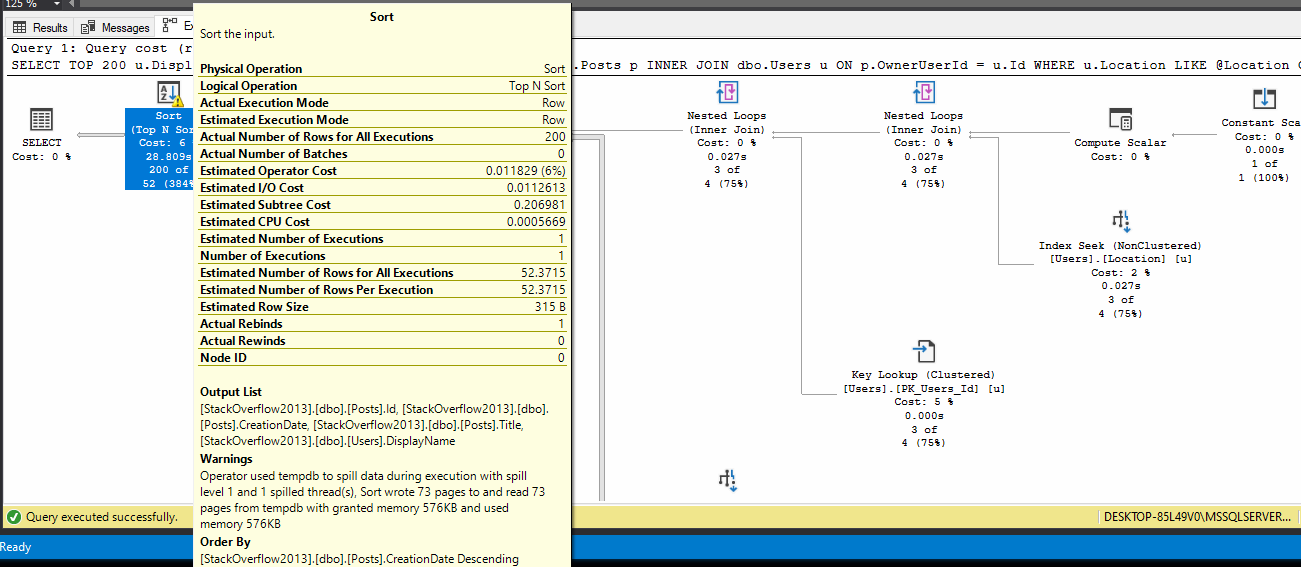 125 %
Results Messages Ex
Query 1: Query cost (r
SELECT TOP 200 u.Displ .Posts p INNER JOIN dbo.Users u ON p.OwnerUserId = u.Id WHERE u.Location LIKE @Location O
SELECT
Cost: 0 %
Sort
(Top N Sor
Cost: 6
28.809s
200 of
52 (384%
Sort
Sort the input.
Physical Operation Sort
Logical Operation Top N Sort
Actual Execution Mode Row
Estimated Execution Mode Row
Actual Number of Rows for All Executions 200
Actual Number of Batches 0
Estimated Operator Cost 0.011829 (6%)
Estimated I/O Cost 0.0112613
Estimated Subtree Cost 0.206981
Estimated CPU Cost 0.0005669
Estimated Number of Executions 1
Number of Executions 1
Estimated Number of Rows for All Executions 52.3715
Estimated Number of Rows Per Execution 52.3715
Estimated Row Size 315 B
Actual Rebinds 1
Actual Rewinds 0
Node ID 0
Output List
[StackOverflow2013].[dbo].[Posts].Id, [StackOverflow2013].[dbo].
[Posts].CreationDate, [StackOverflow2013].[dbo].[Posts].Title,
[StackOverflow2013].[dbo].[Users].DisplayName
Warnings
Operator used tempdb to spill data during execution with spill
level 1 and 1 spilled thread(s), Sort wrote 73 pages to and read 73
pages from tempdb with granted memory 576KB and used
memory 576KB
Order By
[StackOverflow2013].[dbo].[Posts].CreationDate Descending
Nested Loops
(Inner Join)
Cost: 0 %
0.027s
3 of
4 (75%)
Nested Loops
(Inner Join)
Cost: 0 %
0.027s
3 of
4 (75%)
Compute Scalar
Cost: 0 %
Constant Sca
Cost: 0 %
0.000s
1 of
1 (100%)
Index Seek (NonClustered)
[Users].[Location] [u]
Cost: 2 %
0.027s
3 of
4 (75%)
Key Lookup (Clustered)
[Users].[PK_Users_Id] [u]
Cost: 5 %
0.000s
3 of
4 (75%)
Query executed successfully.
DESKTOP-85L49V0\MSSQLSERVER...
Ready